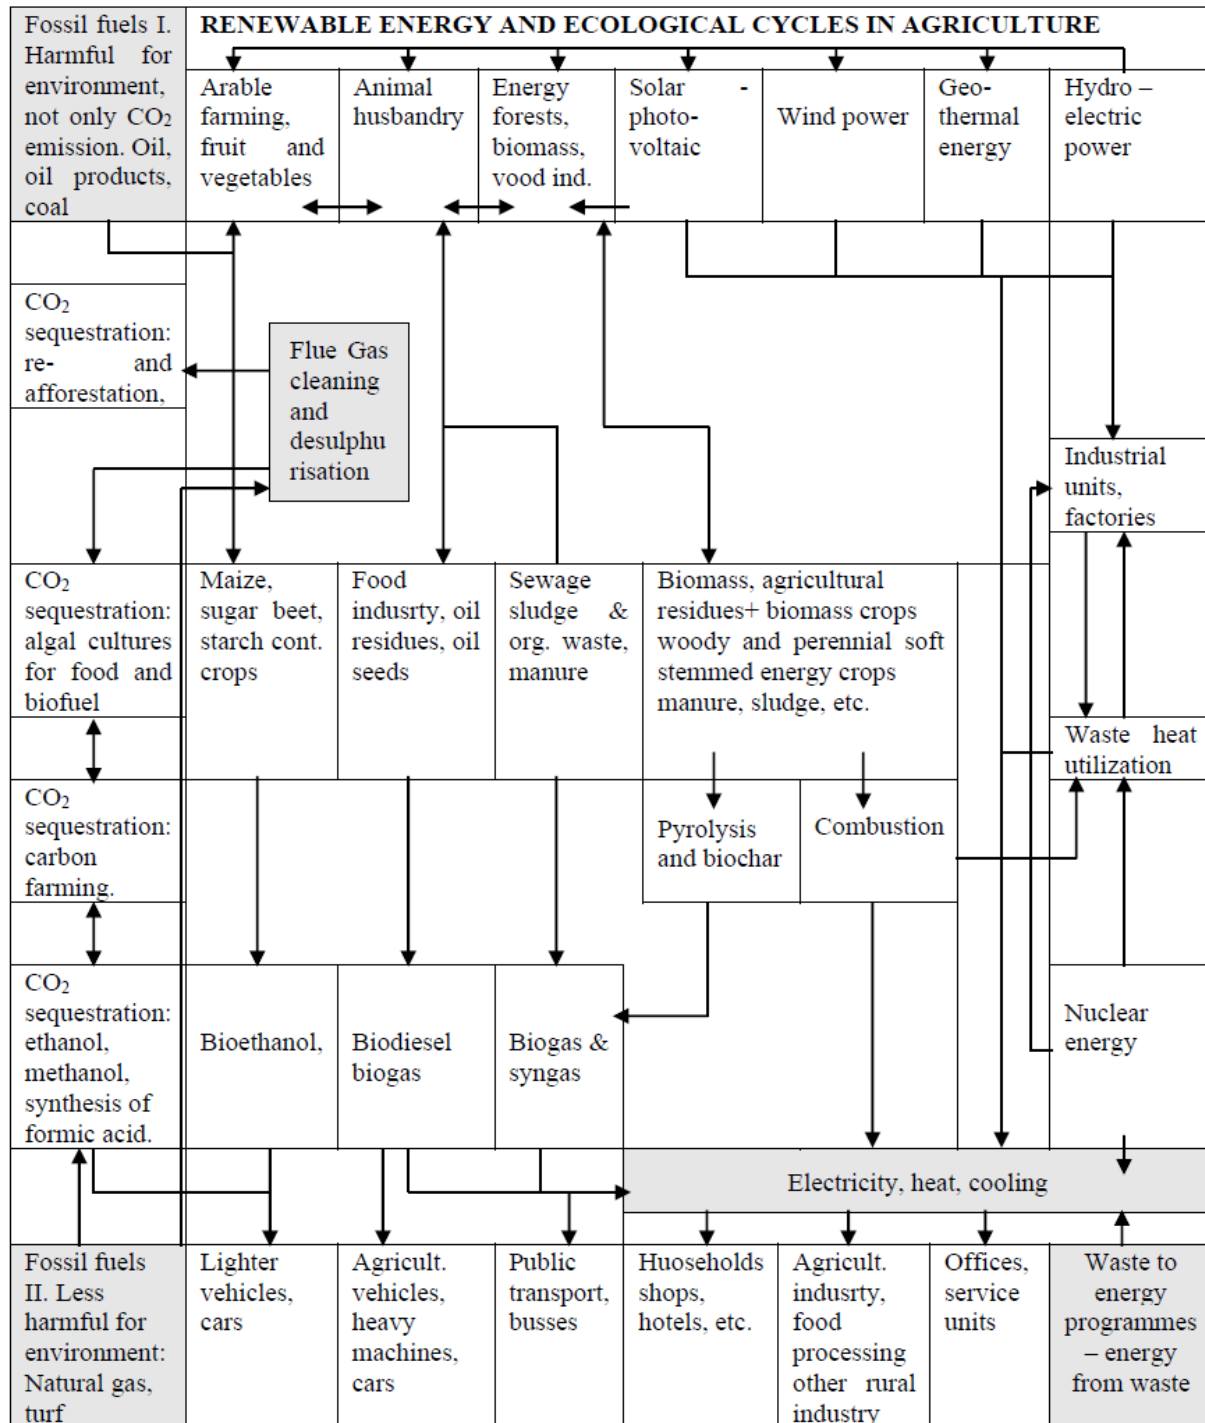 RENEWABLE ENERGY AND ECOLOGICAL CYCLES IN AGRICULTURE
Fossil fuels I.
Harmful for
environment,
not only CO₂
emission. Oil,
oil products,
coal
Arable
farming,
fruit and
vegetables
Animal
husbandry
Energy
forests,
biomass,
vood ind.
Solar -
photo-
voltaic
Wind power
Geo-
thermal
energy
Hydro –
electric
power
CO₂
sequestration:
re- and
afforestation,
Flue Gas
cleaning
and
desulphu
risation
Industrial
units,
factories
CO₂
sequestration:
algal cultures
for food and
biofuel
Maize,
sugar beet,
starch cont.
crops
Food
indusrty, oil
residues, oil
seeds
Sewage
sludge &
org. waste,
manure
Biomass, agricultural
residues+ biomass crops
woody and perennial soft
stemmed energy crops
manure, sludge, etc.
Waste heat
utilization
CO₂
sequestration:
carbon
farming.
Pyrolysis
and biochar
Combustion
CO₂
sequestration:
ethanol,
methanol,
synthesis of
formic acid.
Bioethanol,
Biodiesel
biogas
Biogas &
syngas
Nuclear
energy
Electricity, heat, cooling
Fossil fuels
II. Less
harmful for
environment:
Natural gas,
turf
Lighter
vehicles,
cars
Agricult.
vehicles,
heavy
machines,
cars
Public
transport,
busses
Huoseholds
shops,
hotels, etc.
Agricult.
indusrty,
food
processing
other rural
industry
Offices,
service
units
Waste to
energy
programmes
– energy
from waste